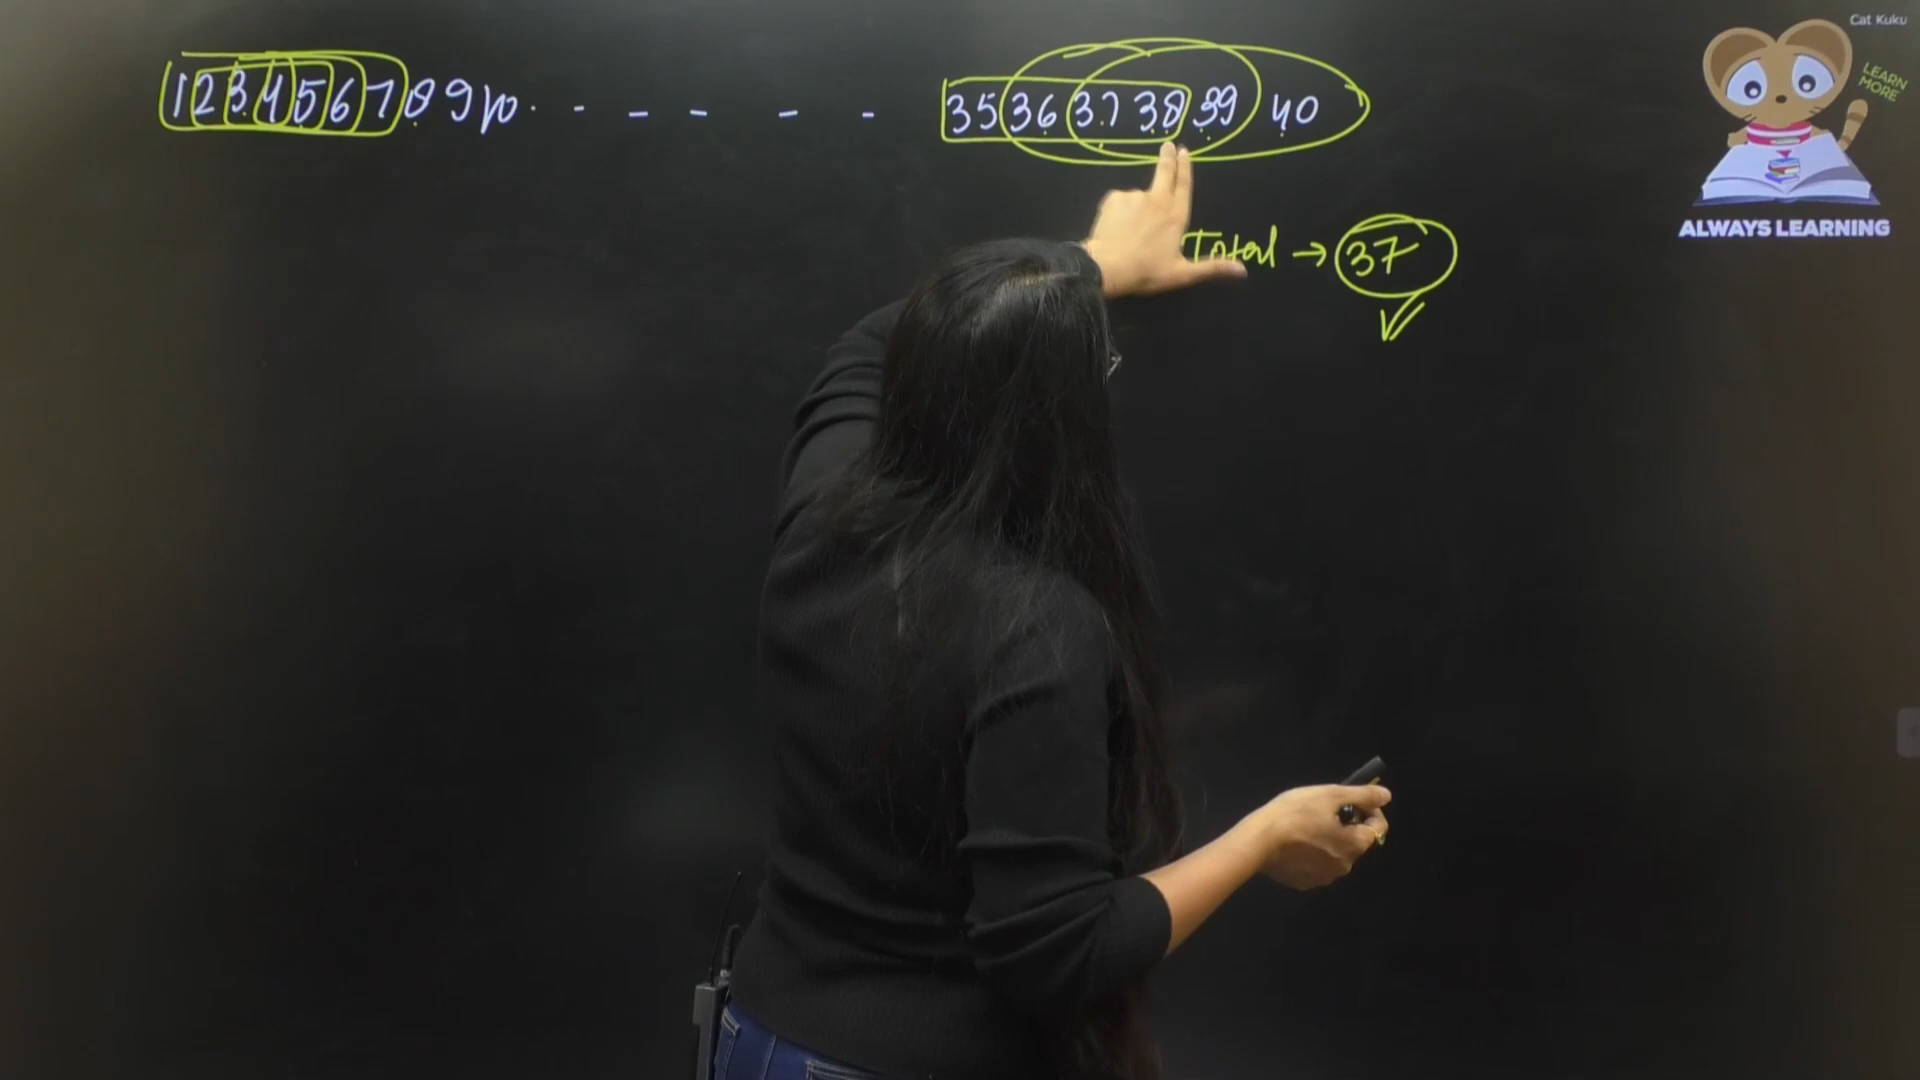 Cat Kuku
LEARN
MORE
ALWAYS LEARNING
1 2 3 4 5 6 7 8 9 10 . - - - - - 35 36 37 38 39 40
Total → 37